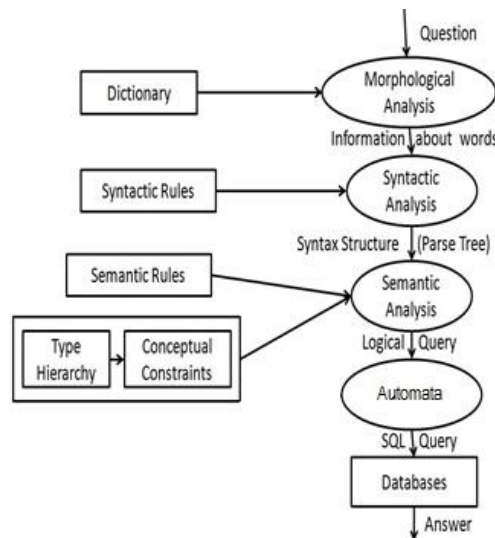 Question
Morphological
Analysis
Dictionary
Information about words
Syntactic
Analysis
Syntactic Rules
Syntax Structure (Parse Tree)
Semantic
Analysis
Semantic Rules
Type
Hierarchy
Conceptual
Constraints
Logical Query
Automata
SQL Query
Databases
Answer